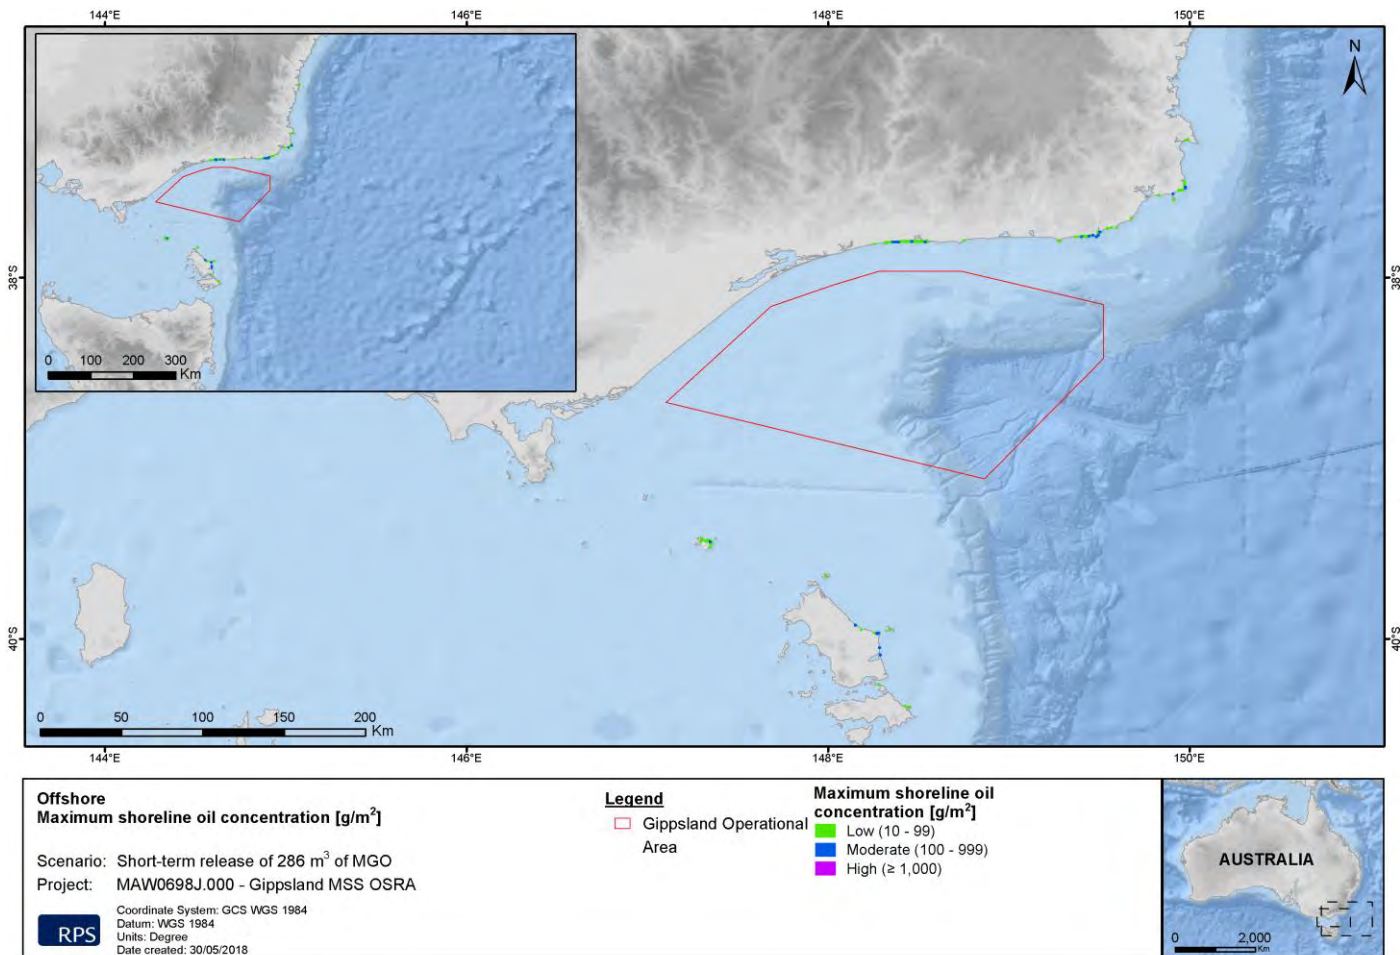 144°E
146°E
148°E
150°E
N
38°S
38°S
0 100 200 300
Km
40°S
40°S
0 50 100 150 200
Km
144°E
146°E
148°E
150°E
Offshore
Maximum shoreline oil concentration [g/m²]
Scenario: Short-term release of 286 m³ of MGO
Project: MAW0698J.000 - Gippsland MSS OSRA
RPS
Coordinate System: GCS WGS 1984
Datum: WGS 1984
Units: Degree
Date created: 30/05/2018
Legend
Gippsland Operational
Area
Maximum shoreline oil
concentration [g/m²]
Low (10 - 99)
Moderate (100 - 999)
High (≥ 1,000)
AUSTRALIA
0 2,000
Km